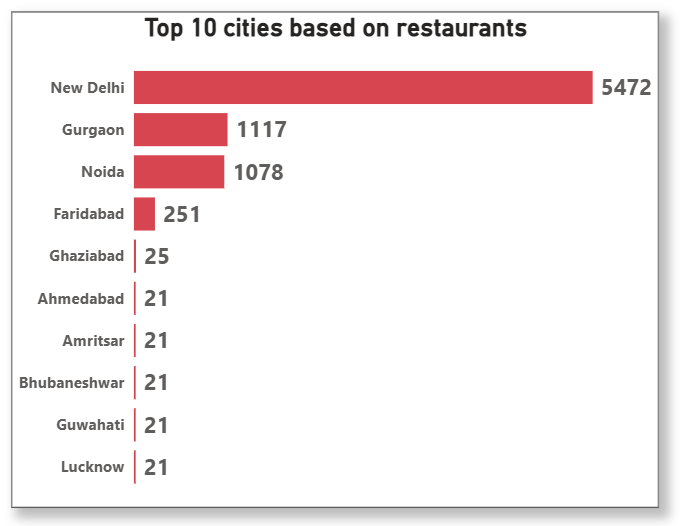 Top 10 cities based on restaurants
New Delhi 5472
Gurgaon 1117
Noida 1078
Faridabad 251
Ghaziabad 25
Ahmedabad 21
Amritsar 21
Bhubaneshwar 21
Guwahati 21
Lucknow 21